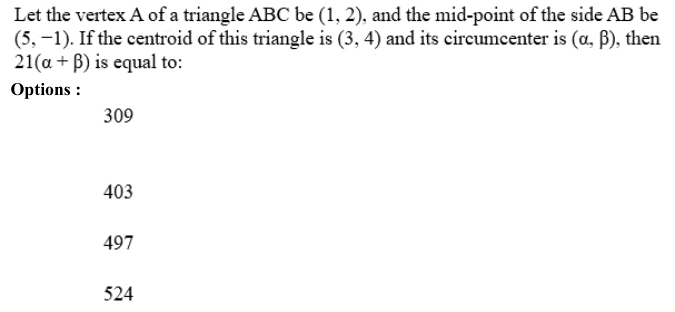 Let the vertex A of a triangle ABC be (1, 2), and the mid-point of the side AB be
(5, −1). If the centroid of this triangle is (3, 4) and its circumcenter is (α, β), then
21(α + β) is equal to:
Options :
309
403
497
524